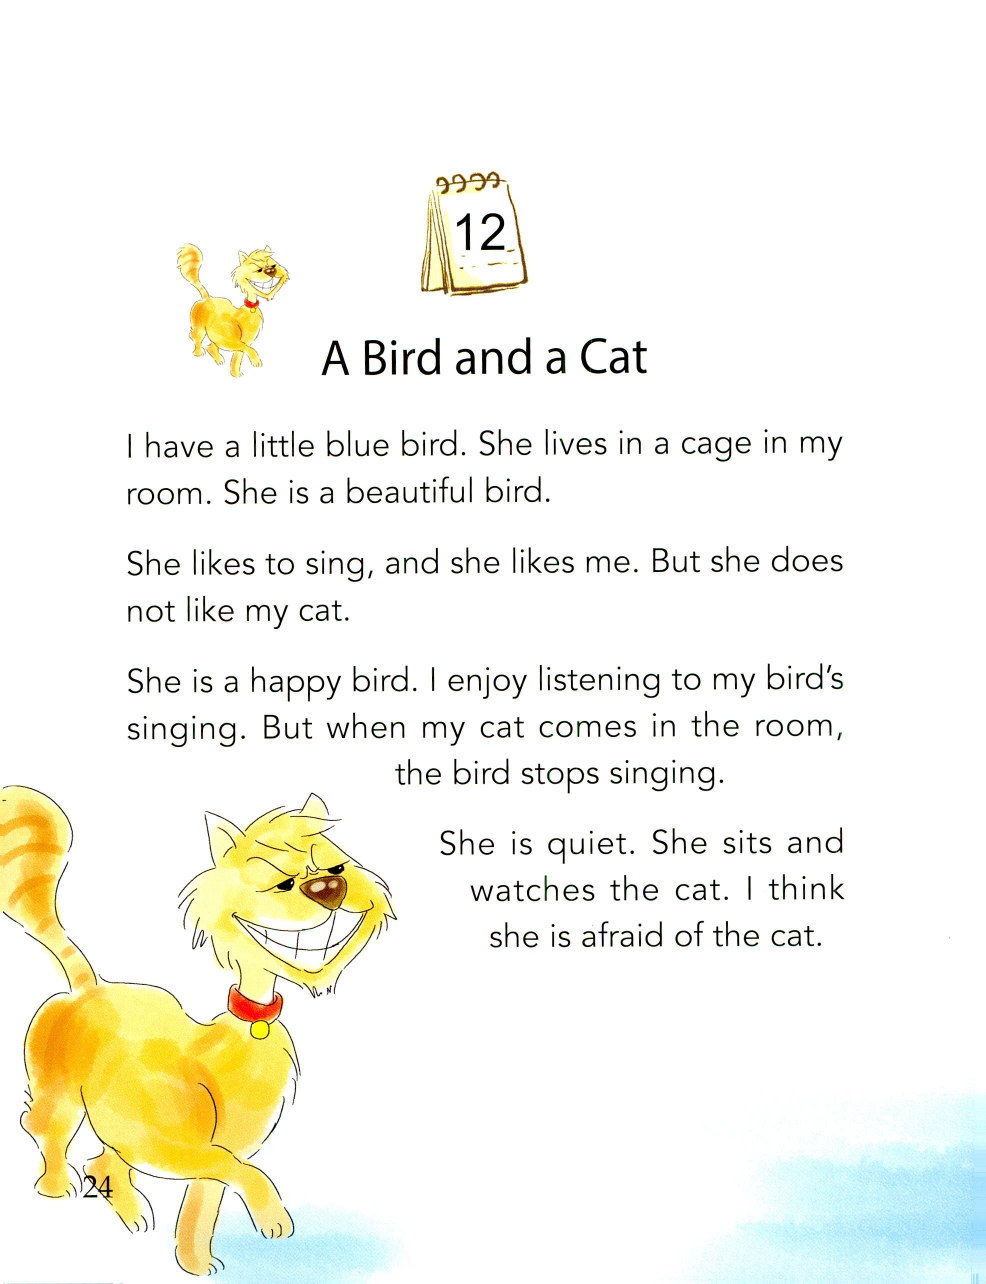 12
A Bird and a Cat
I have a little blue bird. She lives in a cage in my
room. She is a beautiful bird.
She likes to sing, and she likes me. But she does
not like my cat.
She is a happy bird. I enjoy listening to my bird’s
singing. But when my cat comes in the room,
the bird stops singing.
She is quiet. She sits and
watches the cat. I think
she is afraid of the cat.
24